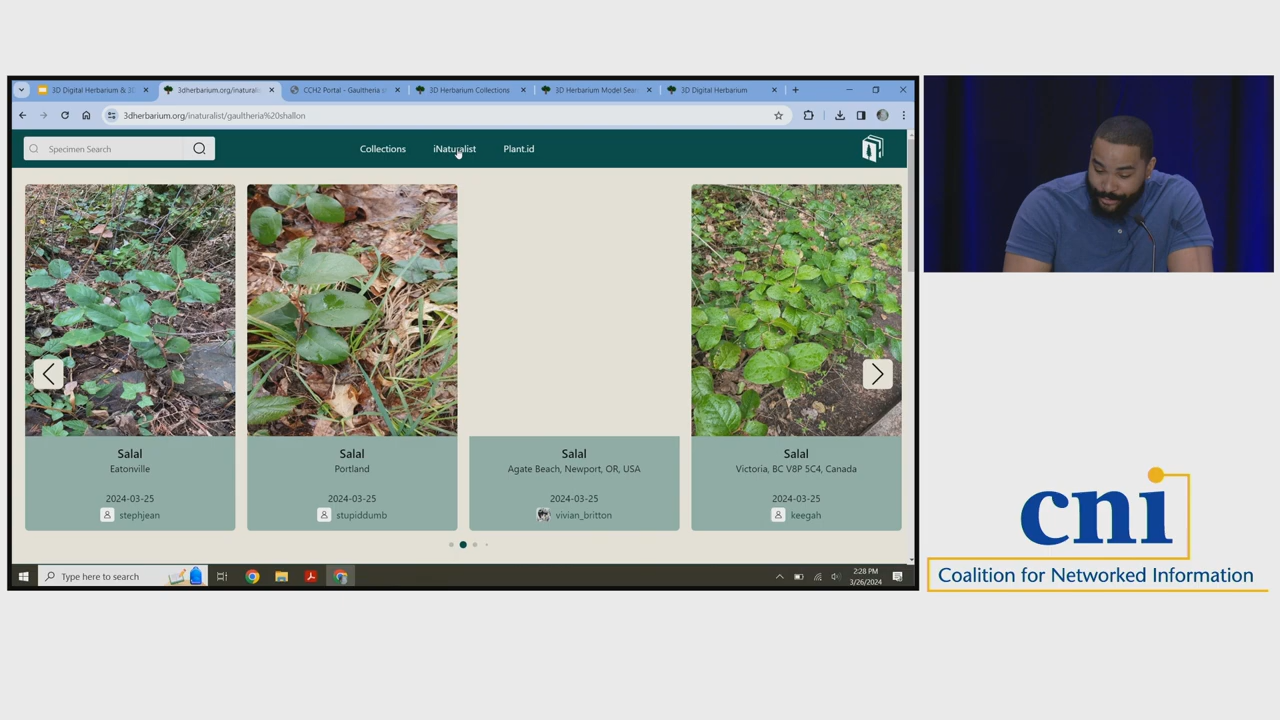 3D Digital Herbarium & 3D
3dherbarium.org/inatural
CCH2 Portal - Gaultheria s
3D Herbarium Collections
3D Herbarium Model Sear
3D Digital Herbarium
3dherbarium.org/inaturalist/gaultheria%20shallon
Specimen Search
Collections
iNaturalist
Plant.id
Salal
Eatonville
2024-03-25
stephjean
Salal
Portland
2024-03-25
stupiddumb
Salal
Agate Beach, Newport, OR, USA
2024-03-25
vivian_britton
Salal
Victoria, BC V8P 5C4, Canada
2024-03-25
keegah
Type here to search
2:28 PM
3/26/2024
cni
Coalition for Networked Information